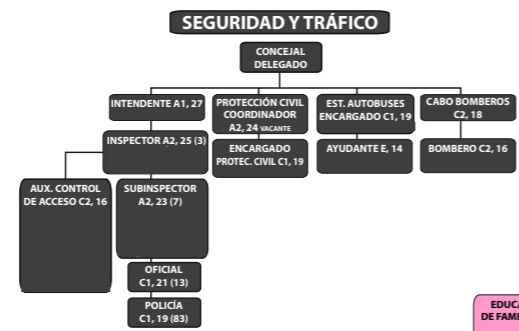 SEGURIDAD Y TRÁFICO
CONCEJAL
DELEGADO
INTENDENTE A1, 27
PROTECCIÓN CIVIL
COORDINADOR
A2, 24 VACANTE
EST. AUTOBUSES
ENCARGADO C1, 19
CABO BOMBEROS
C2, 18
INSPECTOR A2, 25 (3)
ENCARGADO
PROTEC. CIVIL C1, 19
AYUDANTE E, 14
BOMBERO C2, 16
AUX. CONTROL
DE ACCESO C2, 16
SUBINSPECTOR
A2, 23 (7)
OFICIAL
C1, 21 (13)
POLICÍA
C1, 19 (83)